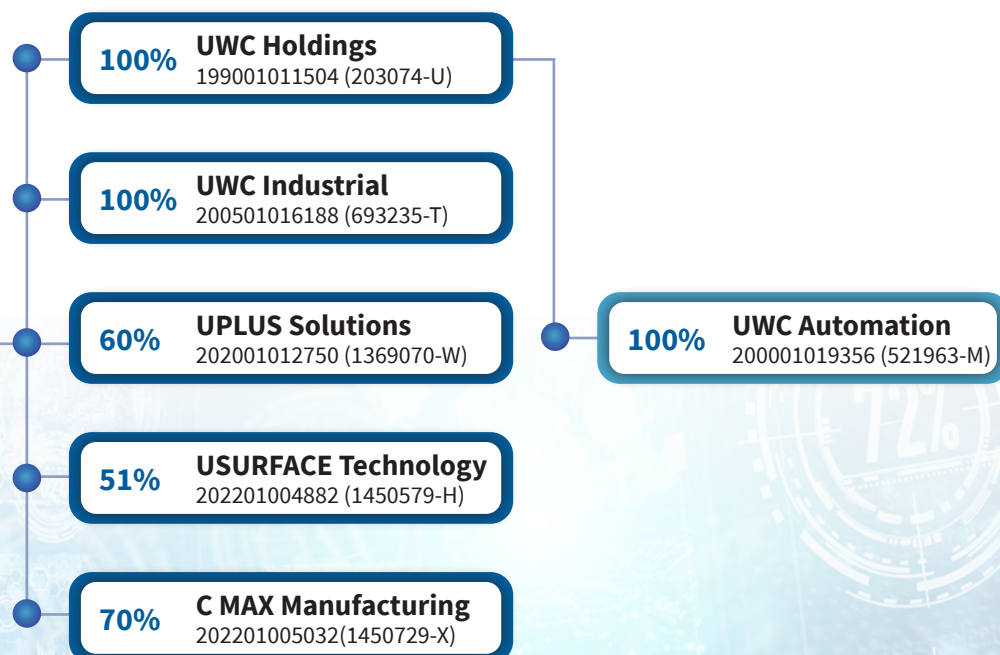 100%
UWC Holdings
199001011504 (203074-U)
100%
UWC Industrial
200501016188 (693235-T)
60%
UPLUS Solutions
202001012750 (1369070-W)
100%
UWC Automation
200001019356 (521963-M)
51%
USURFACE Technology
202201004882 (1450579-H)
70%
C MAX Manufacturing
202201005032(1450729-X)
72%